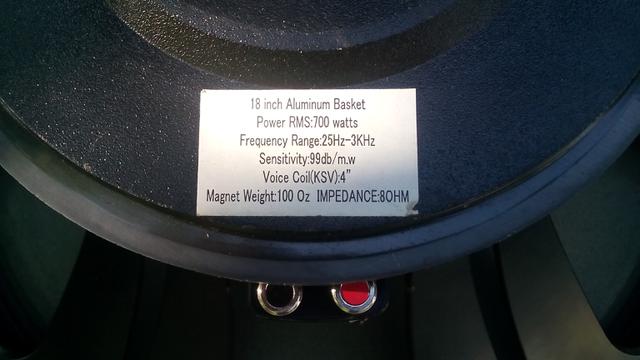 18 inch Aluminum Basket
Power RMS:700 watts
Frequency Range:25Hz-3KHz
Sensitivity:99db/m.w
Voice Coil(KSV):4"
Magnet Weight:100 Oz IMPEDANCE:8OHM